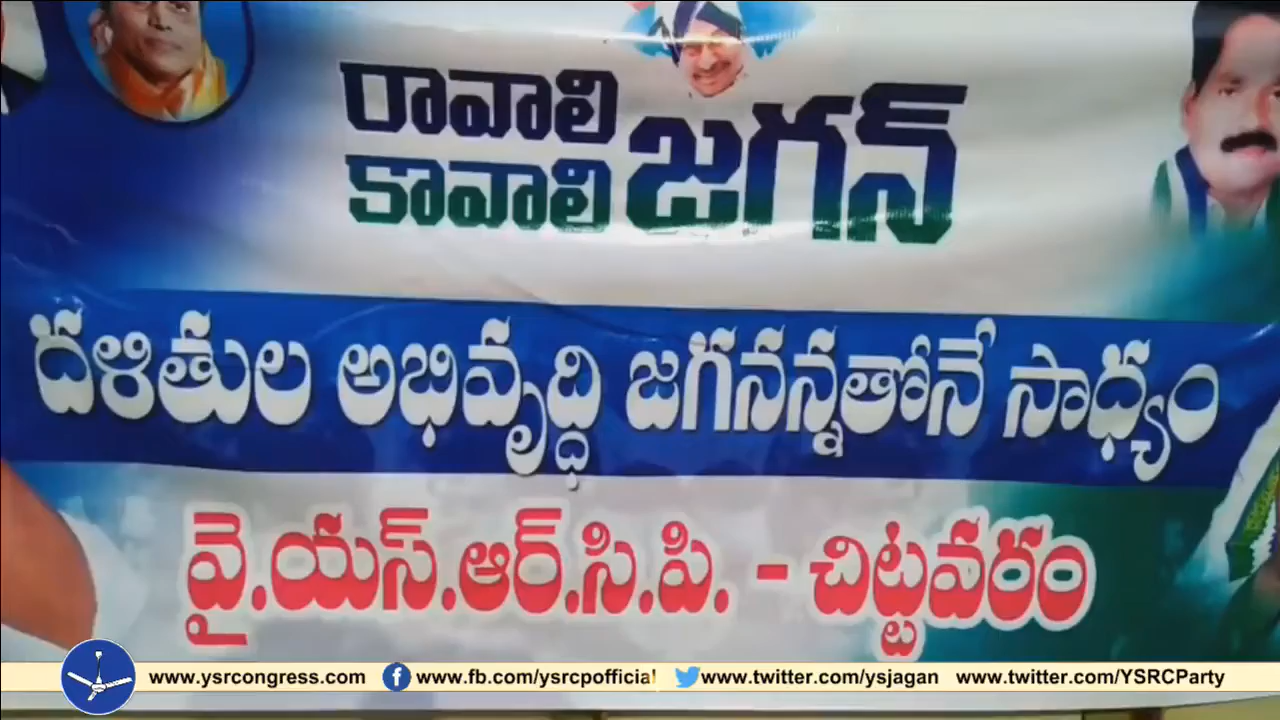 రావాలి
కావాలి జగన్
దళితుల అభివృద్ధి జగనన్నతోనే సాధ్యం
వై.యస్.ఆర్.సి.పి. - చిట్టవరం
www.ysrcongress.com www.fb.com/ysrcpofficial www.twitter.com/ysjagan www.twitter.com/YSRCParty